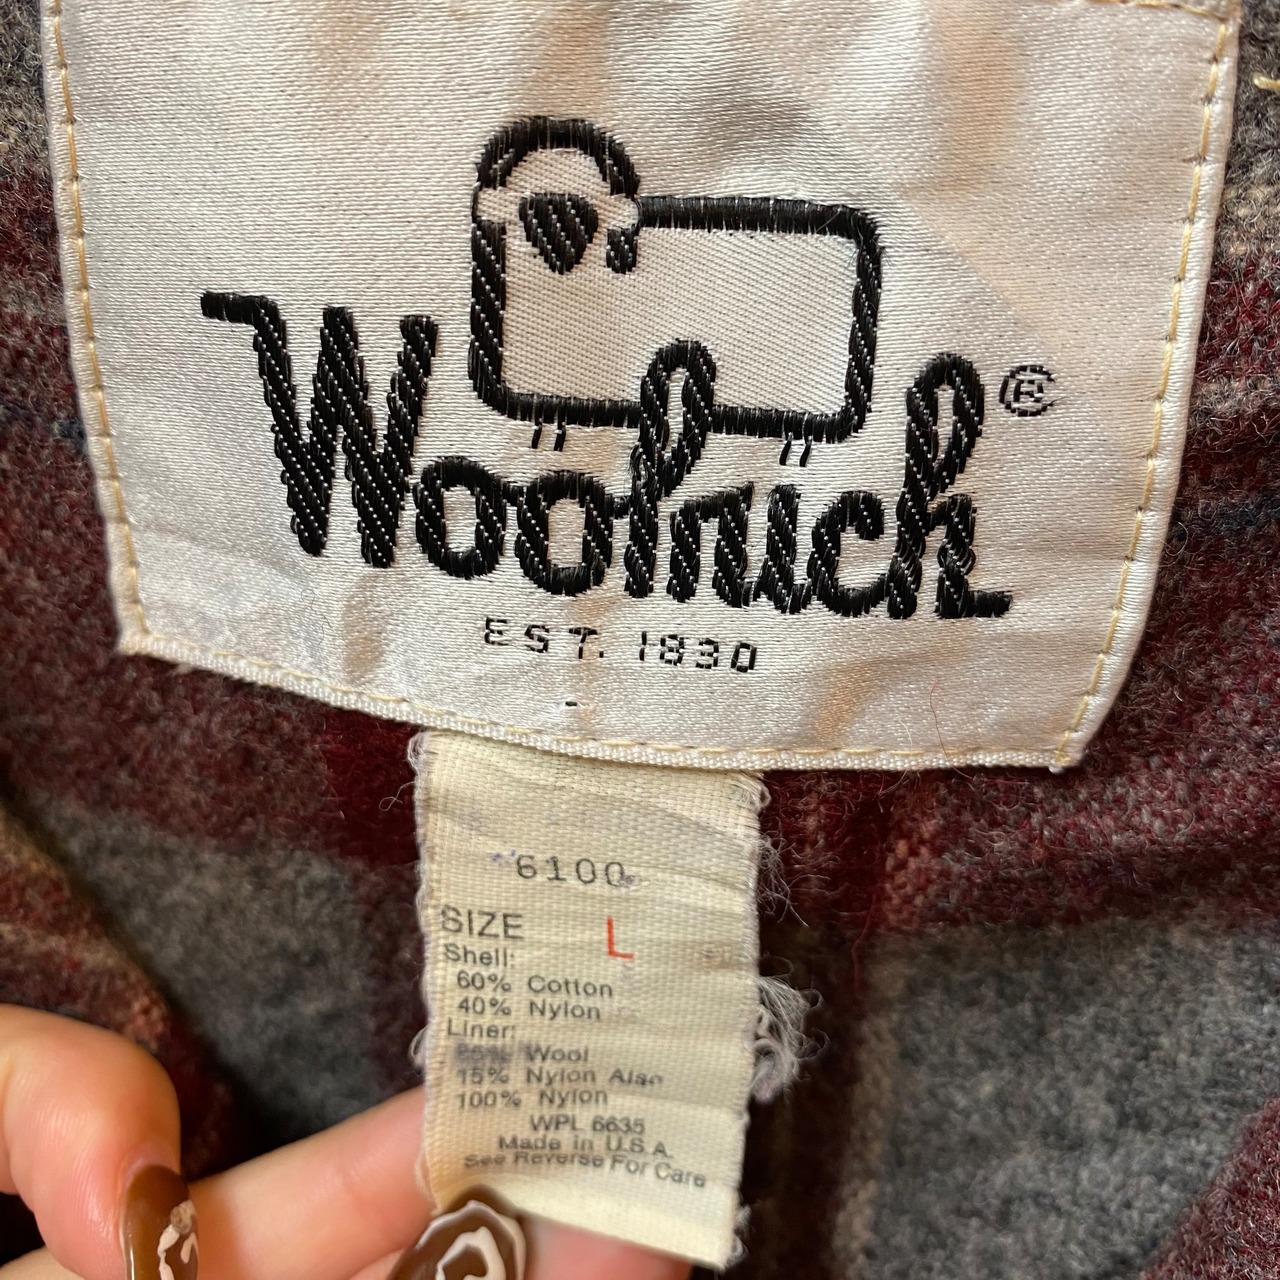 Woolrich®
EST. 1830
6100
SIZE L
Shell:
60% Cotton
40% Nylon
Liner:
Wool
15% Nylon Also
100% Nylon
WPL 6635
Made in U.S.A.
See Reverse For Care